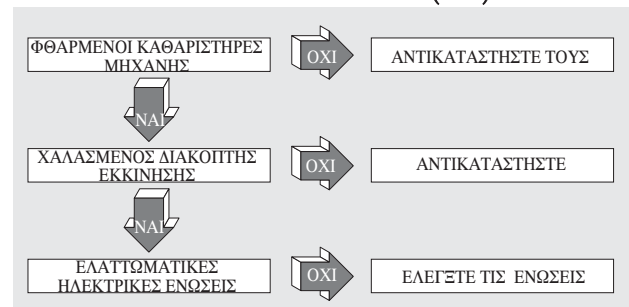 ΦΘΑΡΜΕΝΟΙ ΚΑΘΑΡΙΣΤΗΡΕΣ
ΜΗΧΑΝΗΣ
ΟΧΙ
ΑΝΤΙΚΑΤΑΣΤΗΣΤΕ ΤΟΥΣ
ΝΑΙ
ΧΑΛΑΣΜΕΝΟΣ ΔΙΑΚΟΠΤΗΣ
ΕΚΚΙΝΗΣΗΣ
ΟΧΙ
ΑΝΤΙΚΑΤΑΣΤΗΣΤΕ
ΝΑΙ
ΕΛΑΤΤΩΜΑΤΙΚΕΣ
ΗΛΕΚΤΡΙΚΕΣ ΕΝΩΣΕΙΣ
ΟΧΙ
ΕΛΕΓΞΤΕ ΤΙΣ ΕΝΩΣΕΙΣ